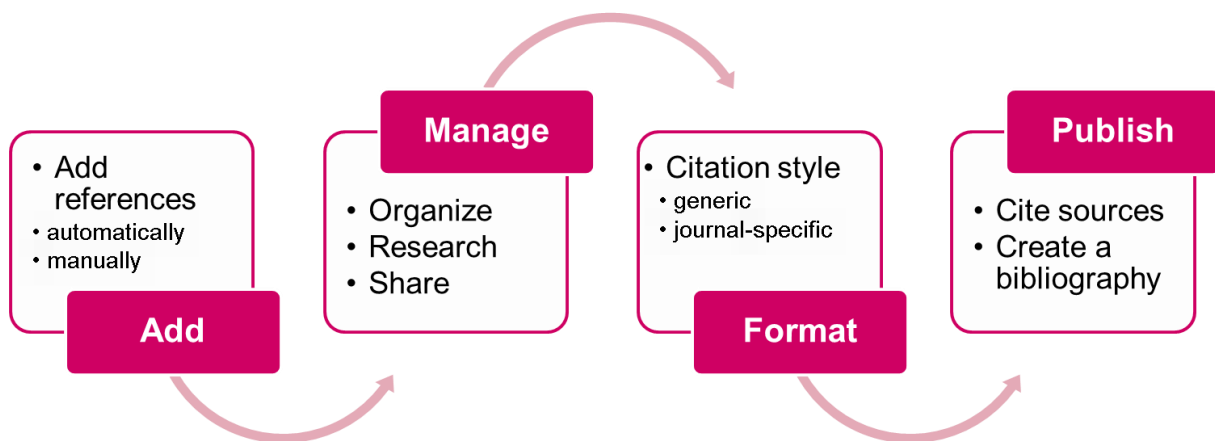 • Add
references
• automatically
• manually
Add
Manage
• Organize
• Research
• Share
• Citation style
• generic
• journal-specific
Format
Publish
• Cite sources
• Create a
bibliography